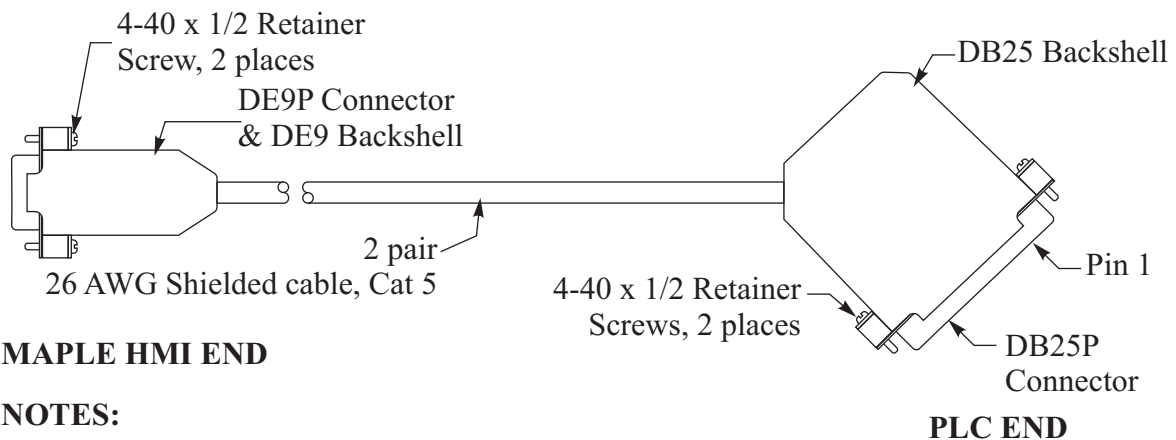 4-40 x 1/2 Retainer
Screw, 2 places
DE9P Connector
& DE9 Backshell
DB25 Backshell
2 pair
26 AWG Shielded cable, Cat 5
4-40 x 1/2 Retainer
Screws, 2 places
Pin 1
DB25P
Connector
MAPLE HMI END
NOTES:
PLC END